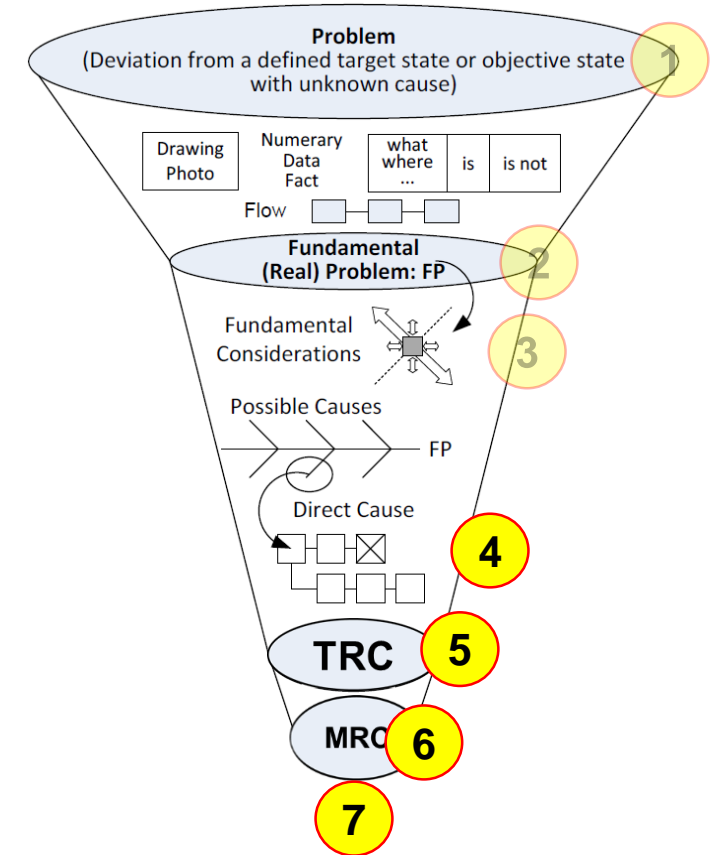 Problem
(Deviation from a defined target state or objective state
with unknown cause)
1
Drawing
Photo
Numerary
Data
Fact
what
where
...
is
is not
Flow
Fundamental
(Real) Problem: FP
2
Fundamental
Considerations
3
Possible Causes
FP
Direct Cause
4
TRC
5
MRC
6
7